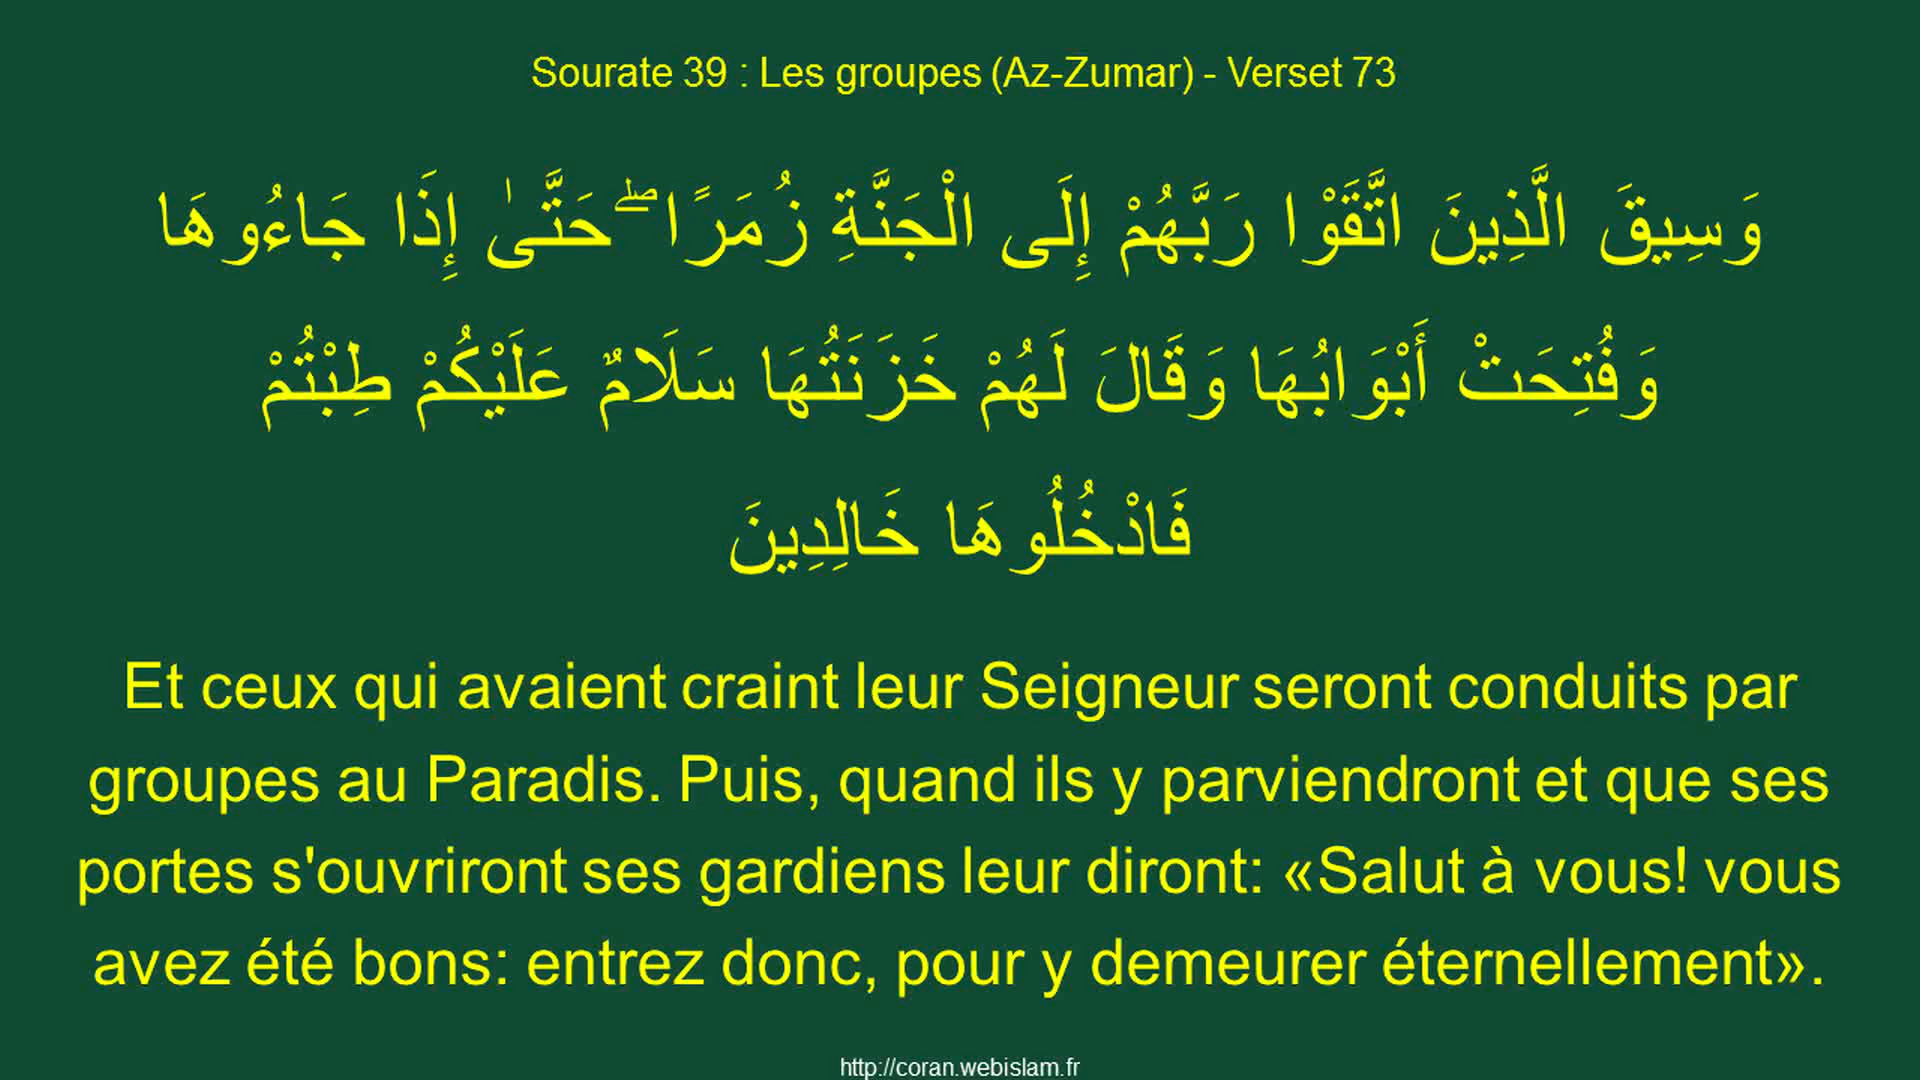 Sourate 39 : Les groupes (Az-Zumar) - Verset 73
وَسِيقَ الَّذِينَ اتَّقَوْا رَبَّهُمْ إِلَى الْجَنَّةِ زُمَرًا ۖ حَتَّىٰ إِذَا جَاءُوهَا
وَفُتِحَتْ أَبْوَابُهَا وَقَالَ لَهُمْ خَزَنَتُهَا سَلَامٌ عَلَيْكُمْ طِبْتُمْ
فَادْخُلُوهَا خَالِدِينَ
Et ceux qui avaient craint leur Seigneur seront conduits par
groupes au Paradis. Puis, quand ils y parviendront et que ses
portes s'ouvriront ses gardiens leur diront: «Salut à vous! vous
avez été bons: entrez donc, pour y demeurer éternellement».
http://coran.webislam.fr